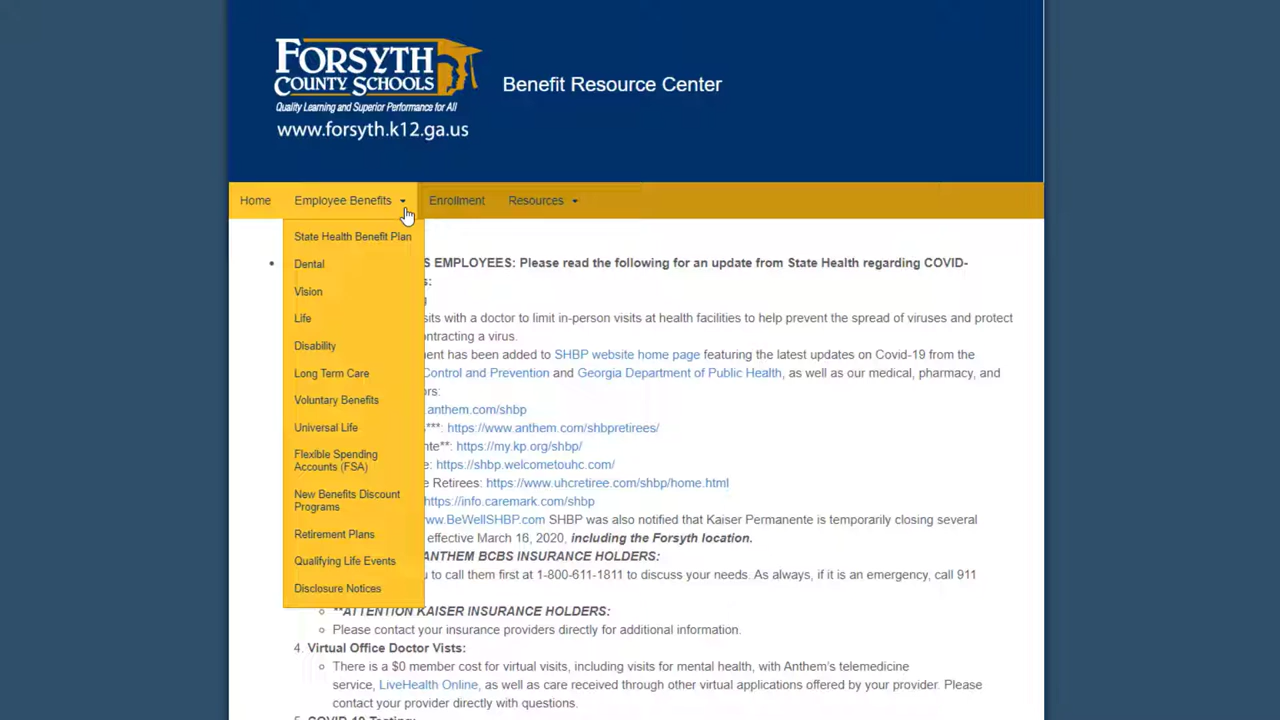 FORSYTH
COUNTY SCHOOLS
Quality Learning and Superior Performance for All
www.forsyth.k12.ga.us
Benefit Resource Center
Home Employee Benefits Enrollment Resources
State Health Benefit Plan
Dental
Vision
Life
Disability
Long Term Care
Voluntary Benefits
Universal Life
Flexible Spending
Accounts (FSA)
New Benefits Discount
Programs
Retirement Plans
Qualifying Life Events
Disclosure Notices
S EMPLOYEES: Please read the following for an update from State Health regarding COVID-
s:
g
sits with a doctor to limit in-person visits at health facilities to help prevent the spread of viruses and protect
ontracting a virus.
ent has been added to SHBP website home page featuring the latest updates on Covid-19 from the
Control and Prevention and Georgia Department of Public Health, as well as our medical, pharmacy, and
ors:
.anthem.com/shbp
s***: https://www.anthem.com/shbpretirees/
nte**: https://my.kp.org/shbp/
e: https://shbp.welcometouhc.com/
e Retirees: https://www.uhcretiree.com/shbp/home.html
https://info.caremark.com/shbp
www.BeWellSHBP.com SHBP was also notified that Kaiser Permanente is temporarily closing several
effective March 16, 2020, including the Forsyth location.
ANTHEM BCBS INSURANCE HOLDERS:
u to call them first at 1-800-611-1811 to discuss your needs. As always, if it is an emergency, call 911
**ATTENTION KAISER INSURANCE HOLDERS:
Please contact your insurance providers directly for additional information.
4. Virtual Office Doctor Vists:
There is a $0 member cost for virtual visits, including visits for mental health, with Anthem's telemedicine
service, LiveHealth Online, as well as care received through other virtual applications offered by your provider. Please
contact your provider directly with questions.
5. COVID-19 Testing: